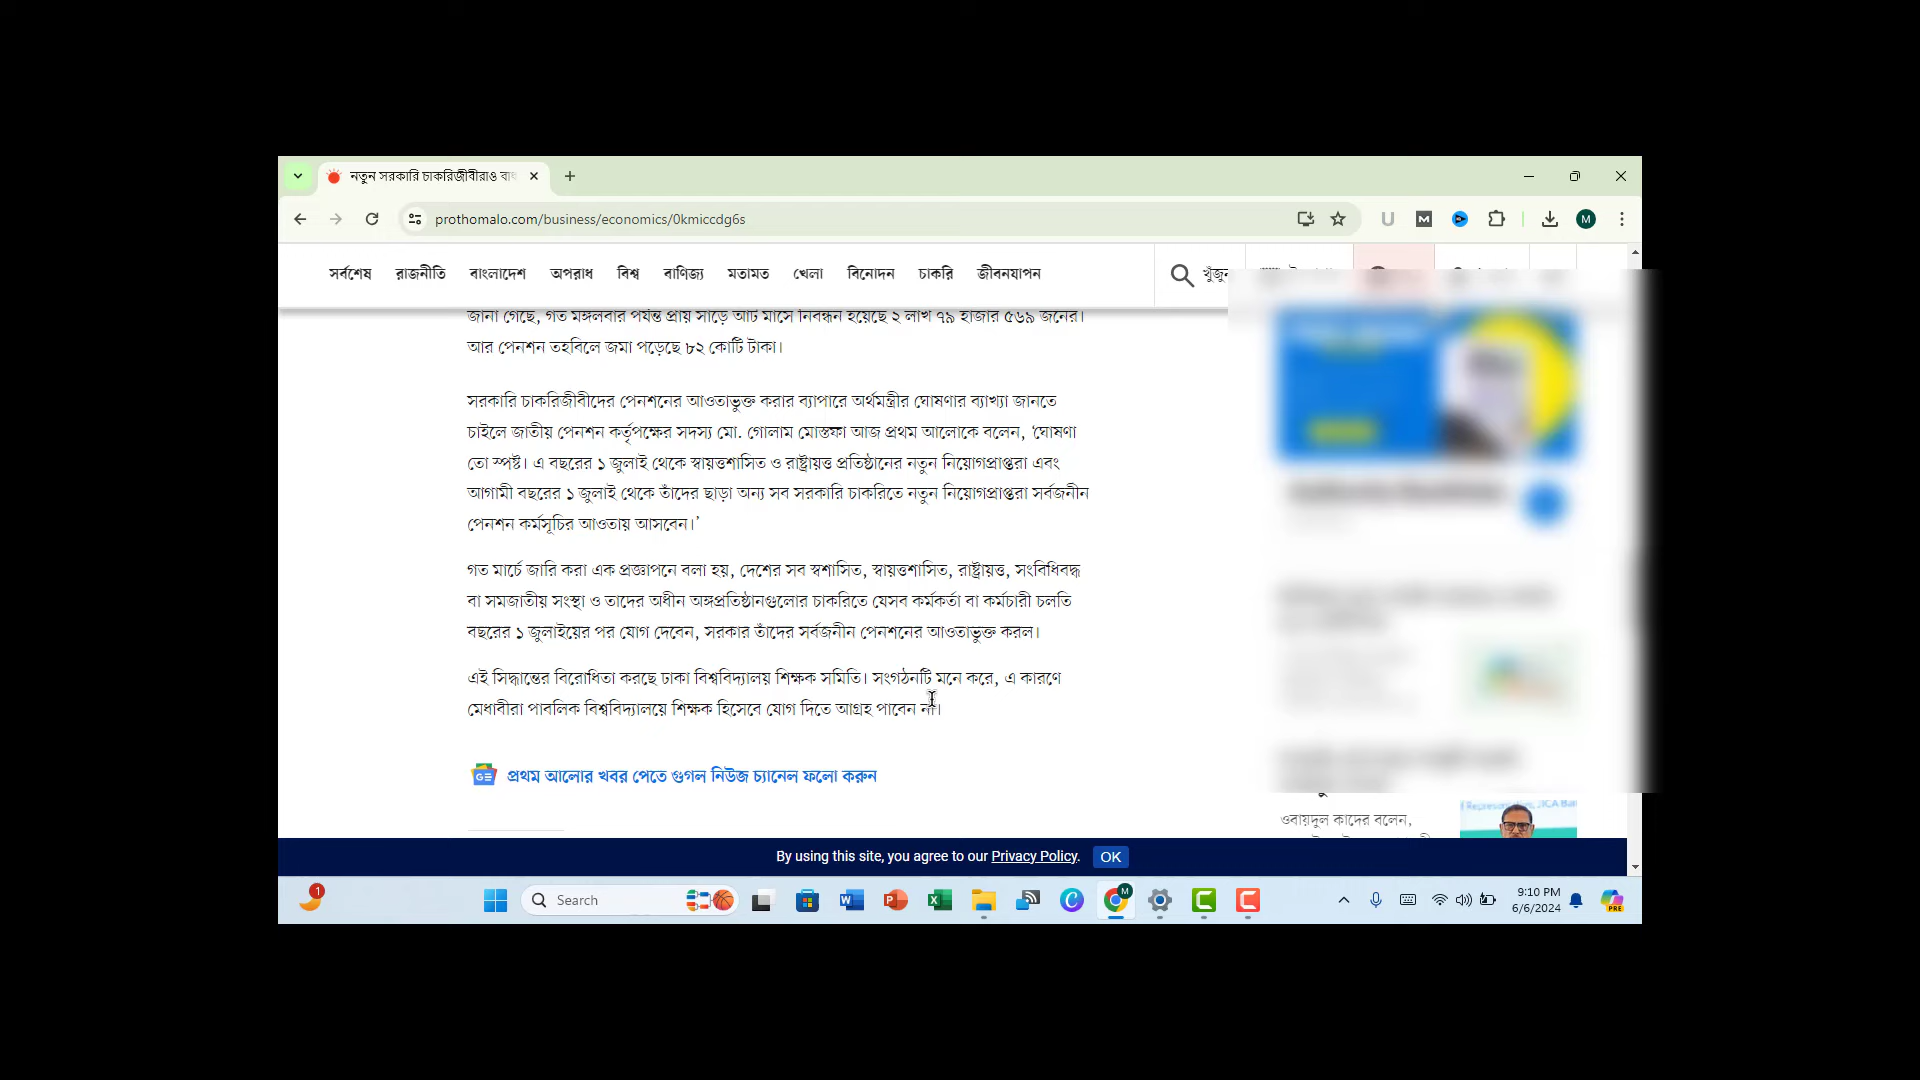 নতুন সরকারি চাকরিজীবীরাও বাধ
prothomalo.com/business/economics/0kmiccdg6s
M
সর্বশেষ রাজনীতি বাংলাদেশ অপরাধ বিশ্ব বাণিজ্য মতামত খেলা বিনোদন চাকরি জীবনযাপন
জানা গেছে, গত মঙ্গলবার পর্যন্ত প্রায় সাড়ে আট মাসে নিবন্ধন হয়েছে ২ লাখ ৭৯ হাজার ৫৬৯ জনের।
আর পেনশন তহবিলে জমা পড়েছে ৮২ কোটি টাকা।
সরকারি চাকরিজীবীদের পেনশনের আওতাভুক্ত করার ব্যাপারে অর্থমন্ত্রীর ঘোষণার ব্যাখ্যা জানতে
চাইলে জাতীয় পেনশন কর্তৃপক্ষের সদস্য মো. গোলাম মোস্তফা আজ প্রথম আলোকে বলেন, ‘ঘোষণা
তো স্পষ্ট। এ বছরের ১ জুলাই থেকে স্বায়ত্তশাসিত ও রাষ্ট্রায়ত্ত প্রতিষ্ঠানের নতুন নিয়োগপ্রাপ্তরা এবং
আগামী বছরের ১ জুলাই থেকে তাঁদের ছাড়া অন্য সব সরকারি চাকরিতে নতুন নিয়োগপ্রাপ্তরা সর্বজনীন
পেনশন কর্মসূচির আওতায় আসবেন।’
গত মার্চে জারি করা এক প্রজ্ঞাপনে বলা হয়, দেশের সব স্বশাসিত, স্বায়ত্তশাসিত, রাষ্ট্রায়ত্ত, সংবিধিবদ্ধ
বা সমজাতীয় সংস্থা ও তাদের অধীন অঙ্গপ্রতিষ্ঠানগুলোর চাকরিতে যেসব কর্মকর্তা বা কর্মচারী চলতি
বছরের ১ জুলাইয়ের পর যোগ দেবেন, সরকার তাঁদের সর্বজনীন পেনশনের আওতাভুক্ত করল।
এই সিদ্ধান্তের বিরোধিতা করছে ঢাকা বিশ্ববিদ্যালয় শিক্ষক সমিতি। সংগঠনটি মনে করে, এ কারণে
মেধাবীরা পাবলিক বিশ্ববিদ্যালয়ে শিক্ষক হিসেবে যোগ দিতে আগ্রহ পাবেন না।
প্রথম আলোর খবর পেতে গুগল নিউজ চ্যানেল ফলো করুন
ওবায়দুল কাদের বলেন,
By using this site, you agree to our Privacy Policy. OK
1
Search
9:10 PM
6/6/2024